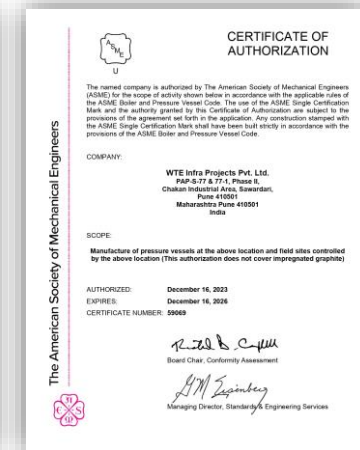 CERTIFICATE OF
AUTHORIZATION
ASME
U
The named company is authorized by The American Society of Mechanical Engineers
(ASME) for the scope of activity shown below in accordance with the applicable rules of
the ASME Boiler and Pressure Vessel Code. The use of the ASME Single Certification
Mark and the authority granted by this Certificate of Authorization are subject to the
provisions of the agreement set forth in the application. Any construction stamped with
the ASME Single Certification Mark shall have been built strictly in accordance with the
provisions of the ASME Boiler and Pressure Vessel Code.
COMPANY:
WTE Infra Projects Pvt. Ltd.
PAP-S-77 & 77-1, Phase II,
Chakan Industrial Area, Sawardari,
Pune 410501
Maharashtra Pune 410501
India
SCOPE:
Manufacture of pressure vessels at the above location and field sites controlled
by the above location (This authorization does not cover impregnated graphite)
AUTHORIZED: December 16, 2023
EXPIRES: December 16, 2026
CERTIFICATE NUMBER: 59069
Board Chair, Conformity Assessment
Managing Director, Standards & Engineering Services
The American Society of Mechanical Engineers